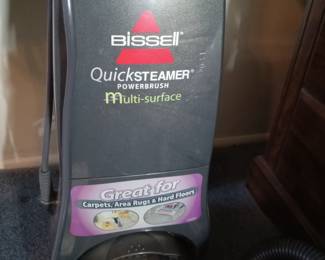 BISSELL
QuickSTEAMER®
POWERBRUSH
multi-surface
Great for
Carpets, Area Rugs & Hard Floors